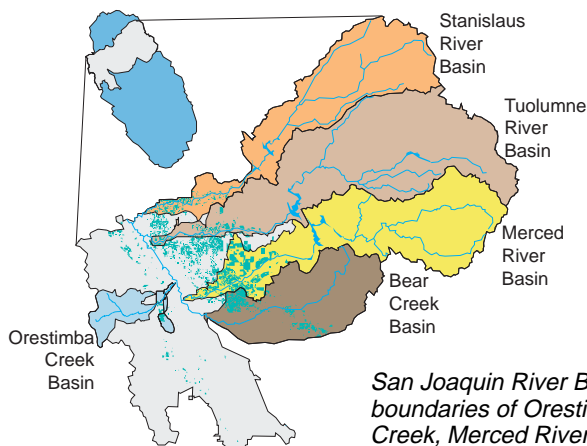 Stanislaus
River
Basin
Tuolumne
River
Basin
Merced
River
Basin
Bear
Creek
Basin
Orestimba
Creek
Basin
San Joaquin River B
boundaries of Oresti
Creek, Merced River